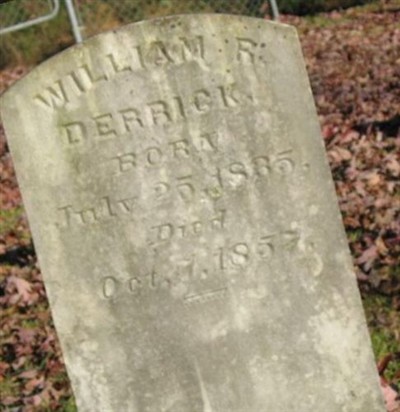 WILLIAM R.
DERRICK.
BORN
July 25, 1835.
Died
Oct. 1, 1857.